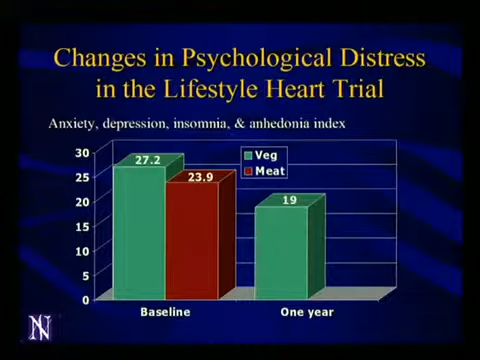 Changes in Psychological Distress
in the Lifestyle Heart Trial
Anxiety, depression, insomnia, & anhedonia index
30
25
20
15
10
5
0
27.2
23.9
19
Veg
Meat
Baseline
One year
N